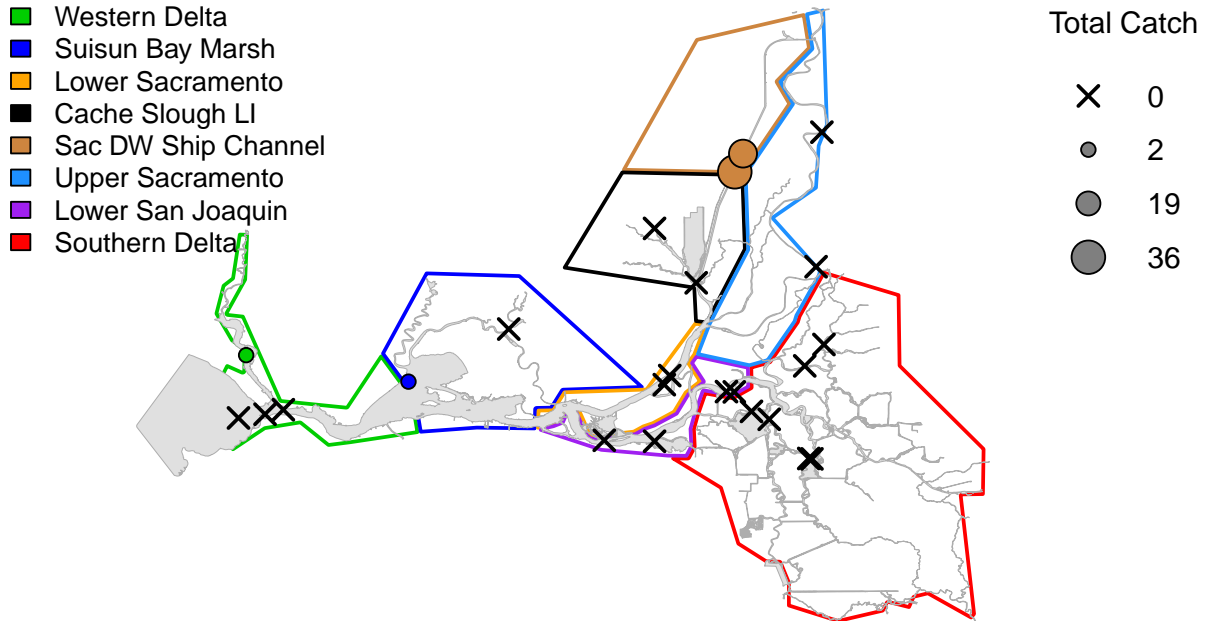 Western Delta
Suisun Bay Marsh
Lower Sacramento
Cache Slough LI
Sac DW Ship Channel
Upper Sacramento
Lower San Joaquin
Southern Delta
Total Catch
0
2
19
36